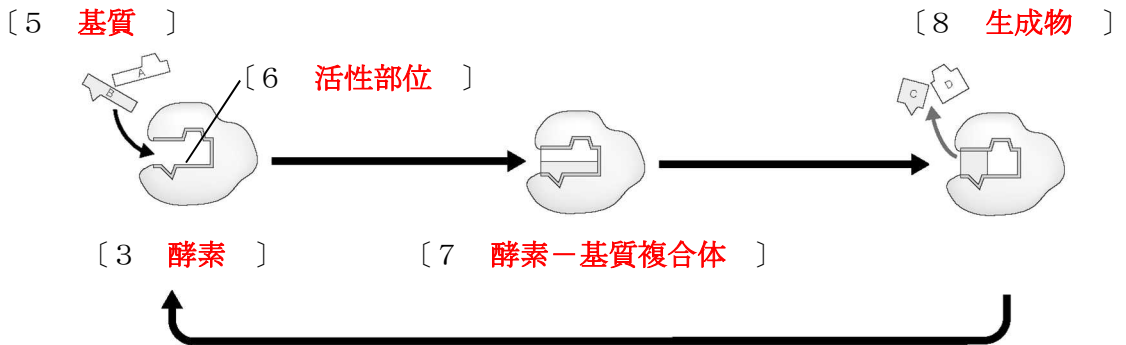 〔５　基質　〕
〔８　生成物　〕
A
B
〔６　活性部位　〕
C
D
〔３　酵素　〕
〔７　酵素－基質複合体　〕